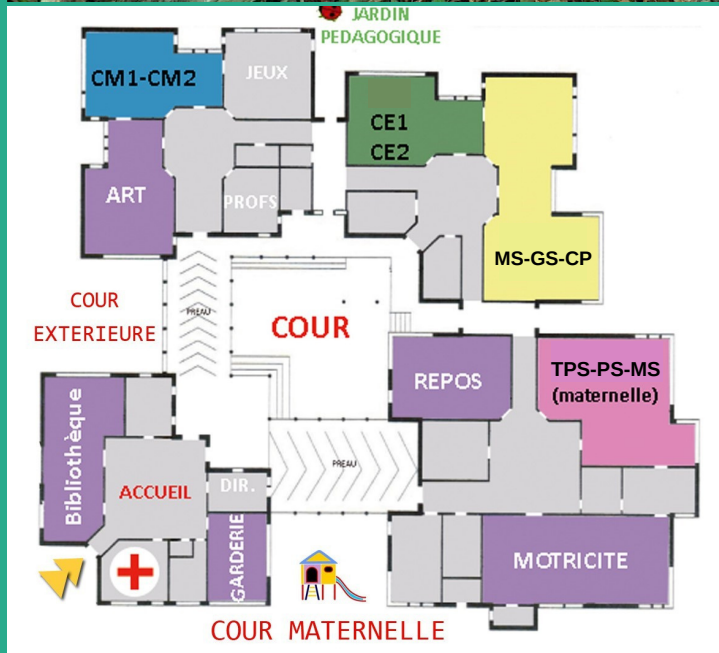 JARDIN
PEDAGOGIQUE
CM1-CM2
JEUX
CE1
CE2
ART
PROFS
MS-GS-CP
COUR
EXTERIEURE
PREAU
COUR
REPOS
TPS-PS-MS
(maternelle)
Bibliothèque
ACCUEIL
DIR.
PREAU
GARDERIE
MOTRICITE
COUR MATERNELLE